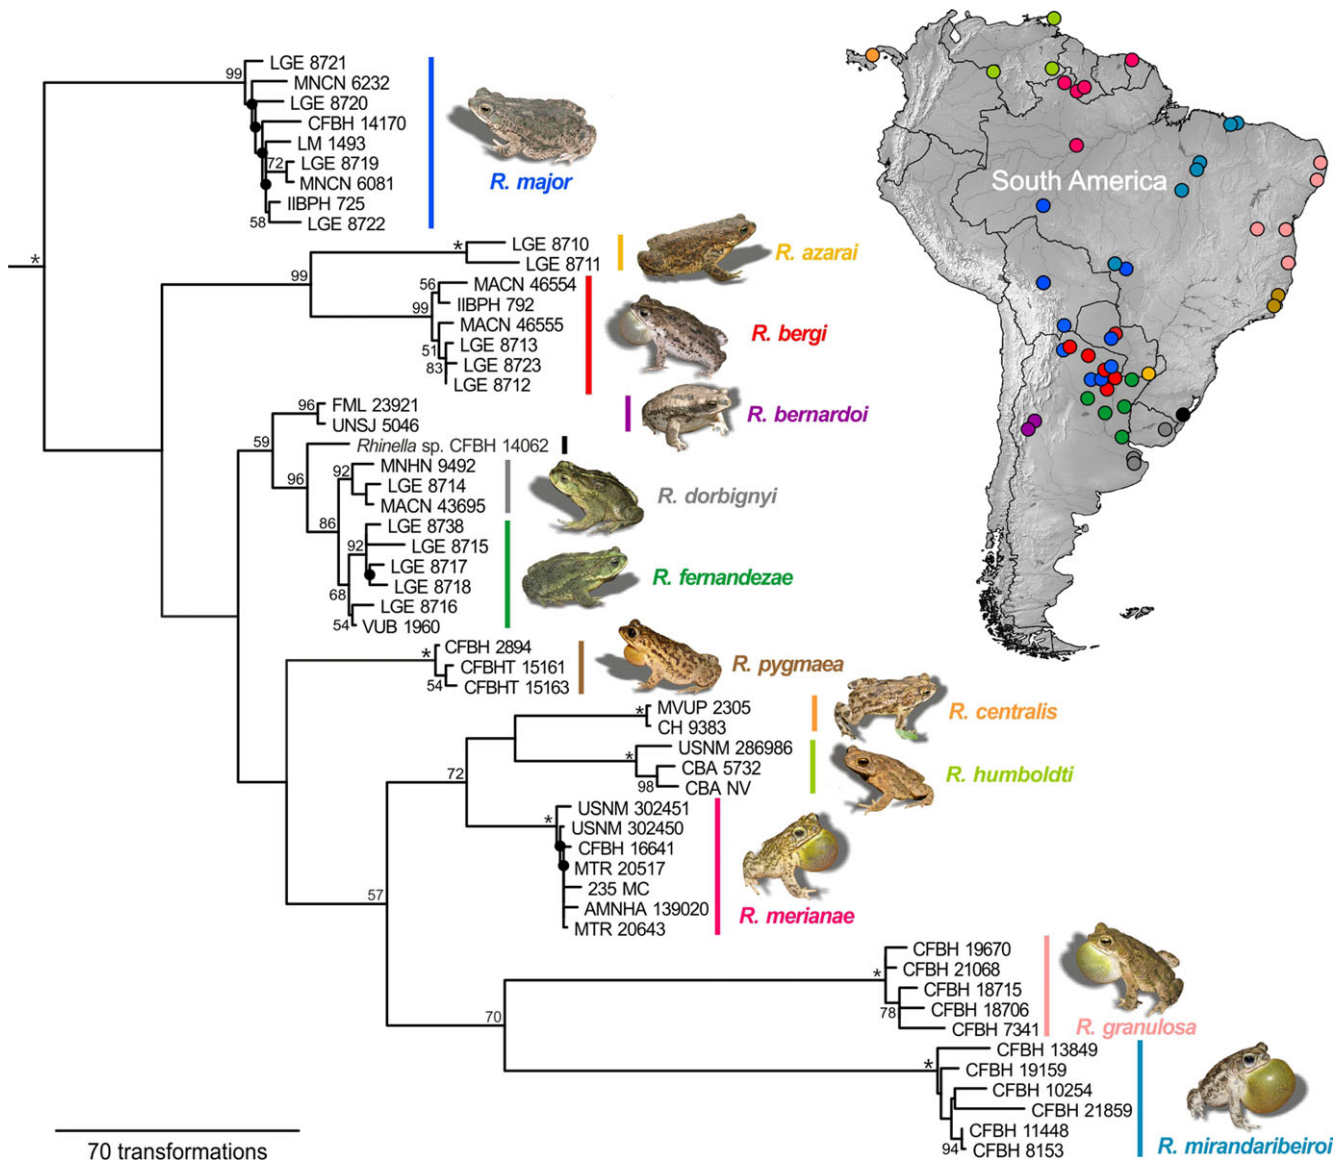 LGE 8721
99
MNCN 6232
LGE 8720
CFBH 14170
LM 1493
72
LGE 8719
MNCN 6081
IIBPH 725
58
LGE 8722
R. major
*
*
LGE 8710
LGE 8711
R. azarai
99
56
MACN 46554
IIBPH 792
99
MACN 46555
51
LGE 8713
83
LGE 8723
LGE 8712
R. bergi
96
FML 23921
UNSJ 5046
R. bernardoi
59
Rhinella sp. CFBH 14062
96
92
MNHN 9492
LGE 8714
MACN 43695
R. dorbignyi
86
LGE 8738
92
LGE 8715
LGE 8717
LGE 8718
68
LGE 8716
54
VUB 1960
R. fernandezae
*
CFBH 2894
CFBHT 15161
54
CFBHT 15163
R. pygmaea
*
MVUP 2305
CH 9383
R. centralis
*
USNM 286986
CBA 5732
98
CBA NV
R. humboldti
72
*
USNM 302451
USNM 302450
CFBH 16641
MTR 20517
235 MC
AMNHA 139020
MTR 20643
R. merianae
57
*
CFBH 19670
CFBH 21068
CFBH 18715
78
CFBH 18706
CFBH 7341
R. granulosa
70
*
CFBH 13849
CFBH 19159
CFBH 10254
CFBH 21859
CFBH 11448
94
CFBH 8153
R. mirandaribeiroi
70 transformations
South America